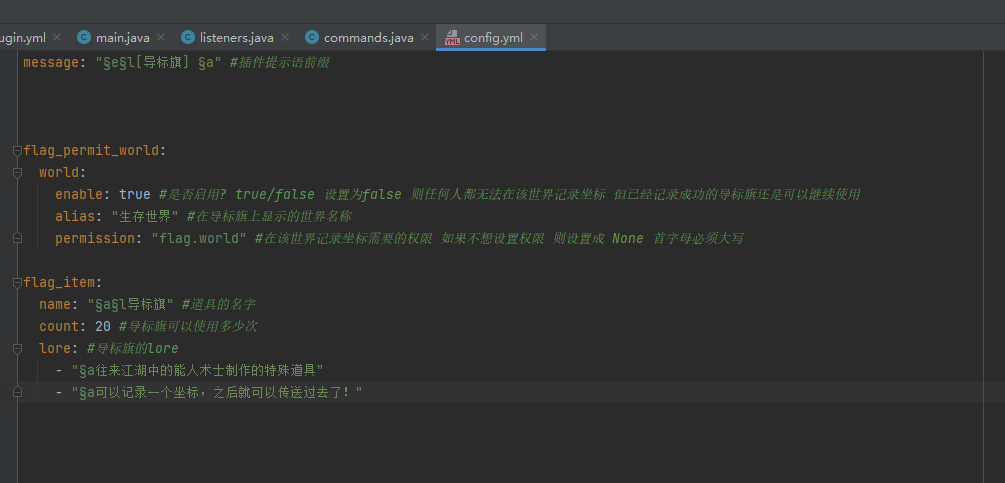 ugin.yml main.java listeners.java commands.java config.yml
message: "§e§l[导标旗] §a" #插件提示语前缀
flag_permit_world:
world:
enable: true #是否启用? true/false 设置为false 则任何人都无法在该世界记录坐标 但已经记录成功的导标旗还是可以继续使用
alias: "生存世界" #在导标旗上显示的世界名称
permission: "flag.world" #在该世界记录坐标需要的权限 如果不想设置权限 则设置成 None 首字母必须大写
flag_item:
name: "§a§l导标旗" #道具的名字
count: 20 #导标旗可以使用多少次
lore: #导标旗的lore
- "§a往来江湖中的能人术士制作的特殊道具"
- "§a可以记录一个坐标，之后就可以传送过去了！"